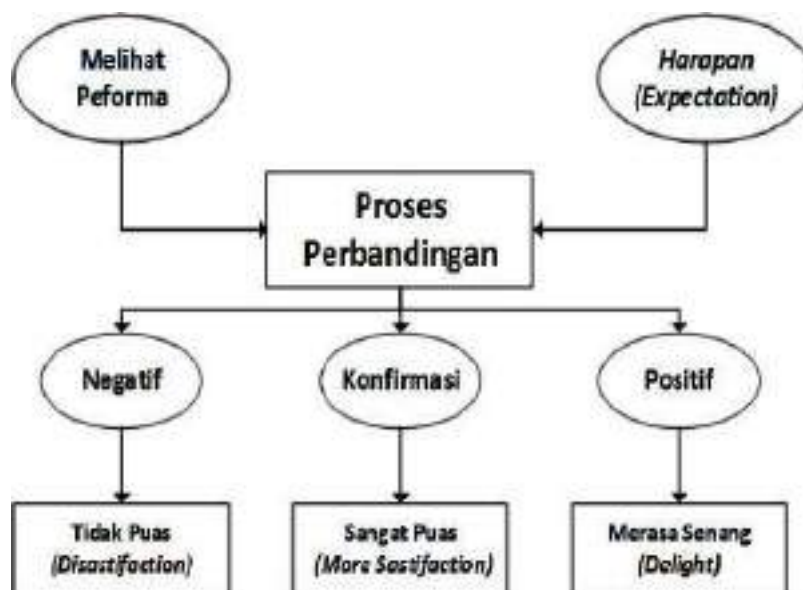 Melihat
Peforma
Harapan
(Expectation)
Proses
Perbandingan
Negatif
Konfirmasi
Positif
Tidak Puas
(Disastifaction)
Sangat Puas
(More Sastifaction)
Merasa Senang
(Delight)